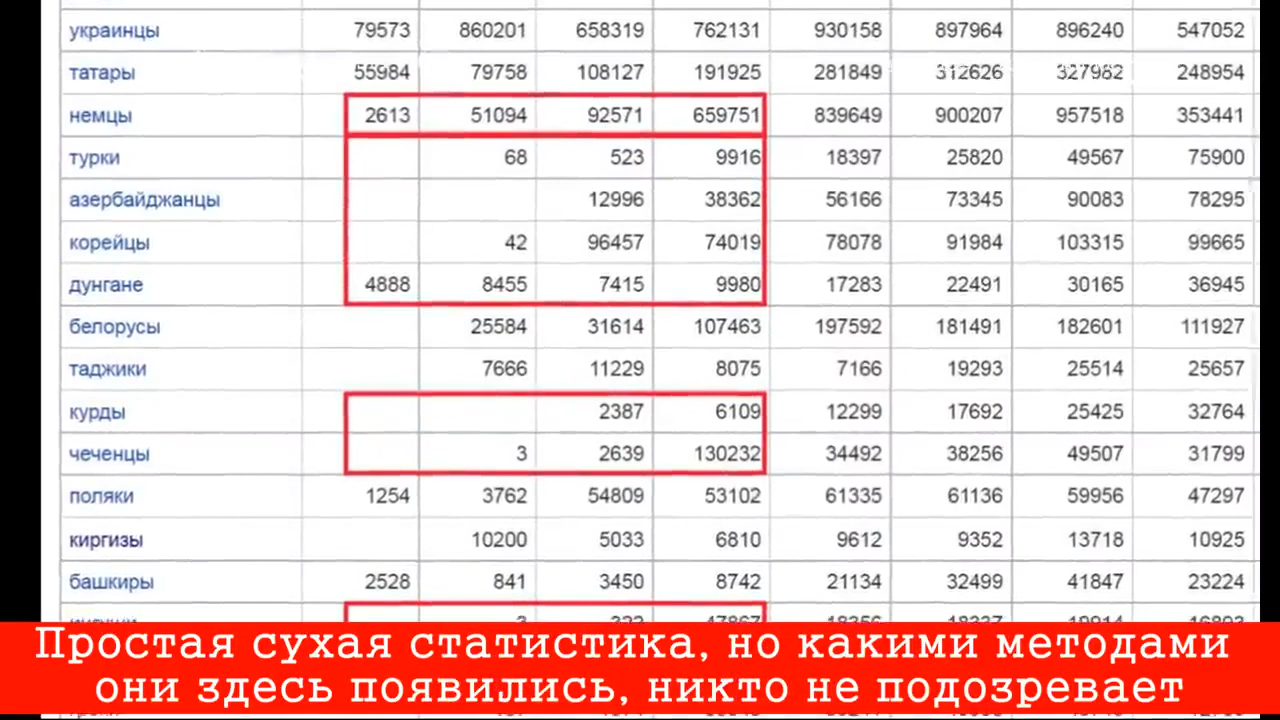 украинцы 79573 860201 658319 762131 930158 897964 896240 547052
татары 55984 79758 108127 191925 281849 312626 327982 248954
немцы 2613 51094 92571 659751 839649 900207 957518 353441
турки 68 523 9916 18397 25820 49567 75900
азербайджанцы 12996 38362 56166 73345 90083 78295
корейцы 42 96457 74019 78078 91984 103315 99665
дунгане 4888 8455 7415 9980 17283 22491 30165 36945
белорусы 25584 31614 107463 197592 181491 182601 111927
таджики 7666 11229 8075 7166 19293 25514 25657
курды 2387 6109 12299 17692 25425 32764
чеченцы 3 2639 130232 34492 38256 49507 31799
поляки 1254 3762 54809 53102 61335 61136 59956 47297
киргизы 10200 5033 6810 9612 9352 13718 10925
башкиры 2528 841 3450 8742 21134 32499 41847 23224
Простая сухая статистика, но какими методами
они здесь появились, никто не подозревает